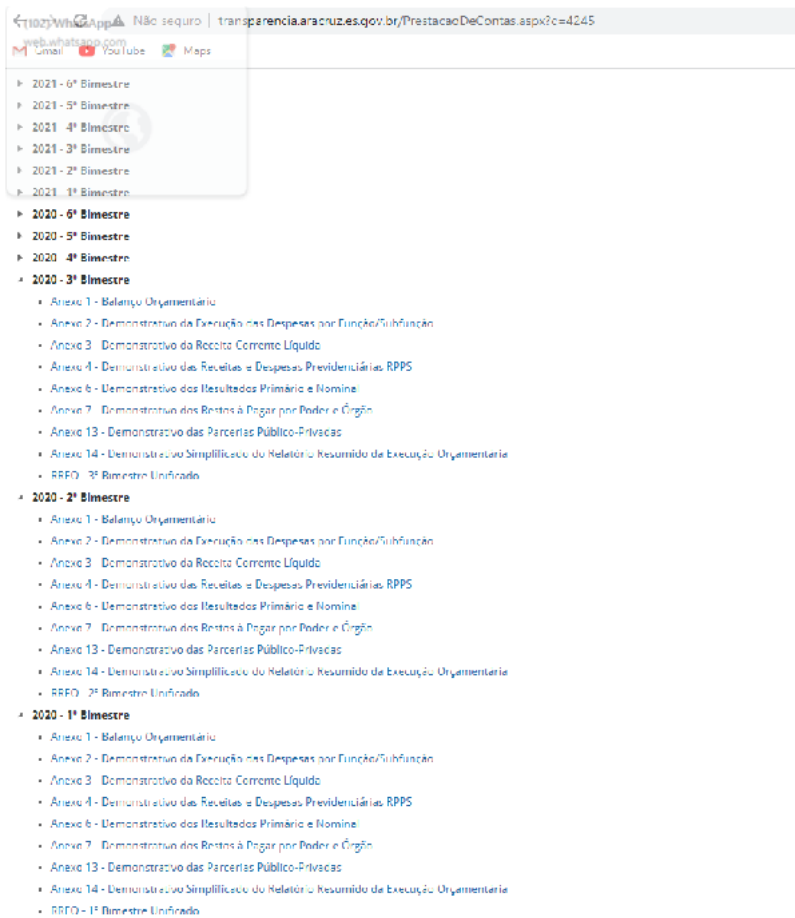 (102) WhatsApp
Não seguro | transparencia.aracruz.es.gov.br/PrestacaoDeContas.aspx?c=4245
web.whatsapp.com
Gmail YouTube Maps
2021 - 6º Bimestre
2021 - 5º Bimestre
2021 - 4º Bimestre
2021 - 3º Bimestre
2021 - 2º Bimestre
2021 - 1º Bimestre
2020 - 6º Bimestre
2020 - 5º Bimestre
2020 - 4º Bimestre
2020 - 3º Bimestre
Anexo 1 - Balanço Orçamentário
Anexo 2 - Demonstrativo da Execução das Despesas por Função/Subfunção
Anexo 3 - Demonstrativo da Receita Corrente Líquida
Anexo 4 - Demonstrativo das Receitas e Despesas Previdenciárias RPPS
Anexo 6 - Demonstrativo dos Resultados Primário e Nominal
Anexo 7 - Demonstrativo dos Restos à Pagar por Poder e Órgão
Anexo 13 - Demonstrativo das Parcerias Público-Privadas
Anexo 14 - Demonstrativo Simplificado do Relatório Resumido da Execução Orçamentaria
RREO - 3º Bimestre Unificado
2020 - 2º Bimestre
Anexo 1 - Balanço Orçamentário
Anexo 2 - Demonstrativo da Execução das Despesas por Função/Subfunção
Anexo 3 - Demonstrativo da Receita Corrente Líquida
Anexo 4 - Demonstrativo das Receitas e Despesas Previdenciárias RPPS
Anexo 6 - Demonstrativo dos Resultados Primário e Nominal
Anexo 7 - Demonstrativo dos Restos à Pagar por Poder e Órgão
Anexo 13 - Demonstrativo das Parcerias Público-Privadas
Anexo 14 - Demonstrativo Simplificado do Relatório Resumido da Execução Orçamentaria
RREO - 2º Bimestre Unificado
2020 - 1º Bimestre
Anexo 1 - Balanço Orçamentário
Anexo 2 - Demonstrativo da Execução das Despesas por Função/Subfunção
Anexo 3 - Demonstrativo da Receita Corrente Líquida
Anexo 4 - Demonstrativo das Receitas e Despesas Previdenciárias RPPS
Anexo 6 - Demonstrativo dos Resultados Primário e Nominal
Anexo 7 - Demonstrativo dos Restos à Pagar por Poder e Órgão
Anexo 13 - Demonstrativo das Parcerias Público-Privadas
Anexo 14 - Demonstrativo Simplificado do Relatório Resumido da Execução Orçamentaria
RREO - 1º Bimestre Unificado